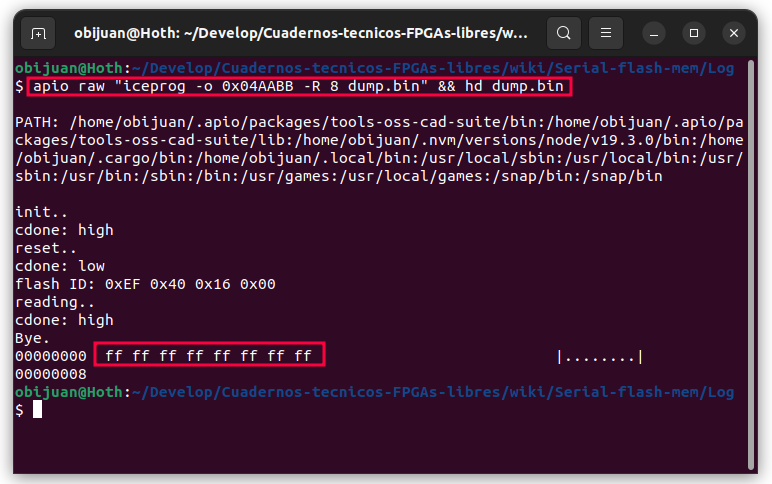 obijuan@Hoth: ~/Develop/Cuadernos-tecnicos-FPGAs-libres/w...
obijuan@Hoth:~/Develop/Cuadernos-tecnicos-FPGAs-libres/wiki/Serial-flash-mem/Log
$ apio raw "iceprog -o 0x04AABB -R 8 dump.bin" && hd dump.bin
PATH: /home/obijuan/.apio/packages/tools-oss-cad-suite/bin:/home/obijuan/.apio/pa
ckages/tools-oss-cad-suite/lib:/home/obijuan/.nvm/versions/node/v19.3.0/bin:/home
/obijuan/.cargo/bin:/home/obijuan/.local/bin:/usr/local/sbin:/usr/local/bin:/usr/
sbin:/usr/bin:/sbin:/bin:/usr/games:/usr/local/games:/snap/bin:/snap/bin
init..
cdone: high
reset..
cdone: low
flash ID: 0xEF 0x40 0x16 0x00
reading..
cdone: high
Bye.
00000000  ff ff ff ff ff ff ff ff                           |........|
00000008
obijuan@Hoth:~/Develop/Cuadernos-tecnicos-FPGAs-libres/wiki/Serial-flash-mem/Log
$